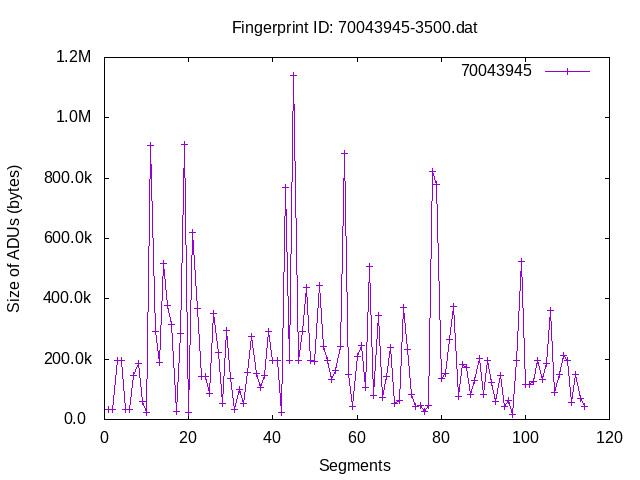 Fingerprint ID: 70043945-3500.dat
70043945
Size of ADUs (bytes)
1.2M
1.0M
800.0k
600.0k
400.0k
200.0k
0.0
0 20 40 60 80 100 120
Segments